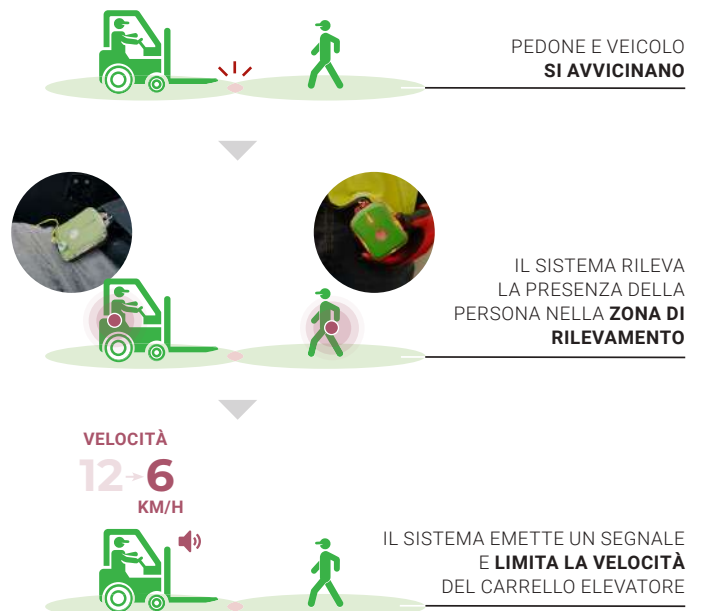 PEDONE E VEICOLO
SI AVVICINANO
IL SISTEMA RILEVA
LA PRESENZA DELLA
PERSONA NELLA ZONA DI
RILEVAMENTO
VELOCITÀ
12→6
KM/H
IL SISTEMA EMETTE UN SEGNALE
E LIMITA LA VELOCITÀ
DEL CARRELLO ELEVATORE